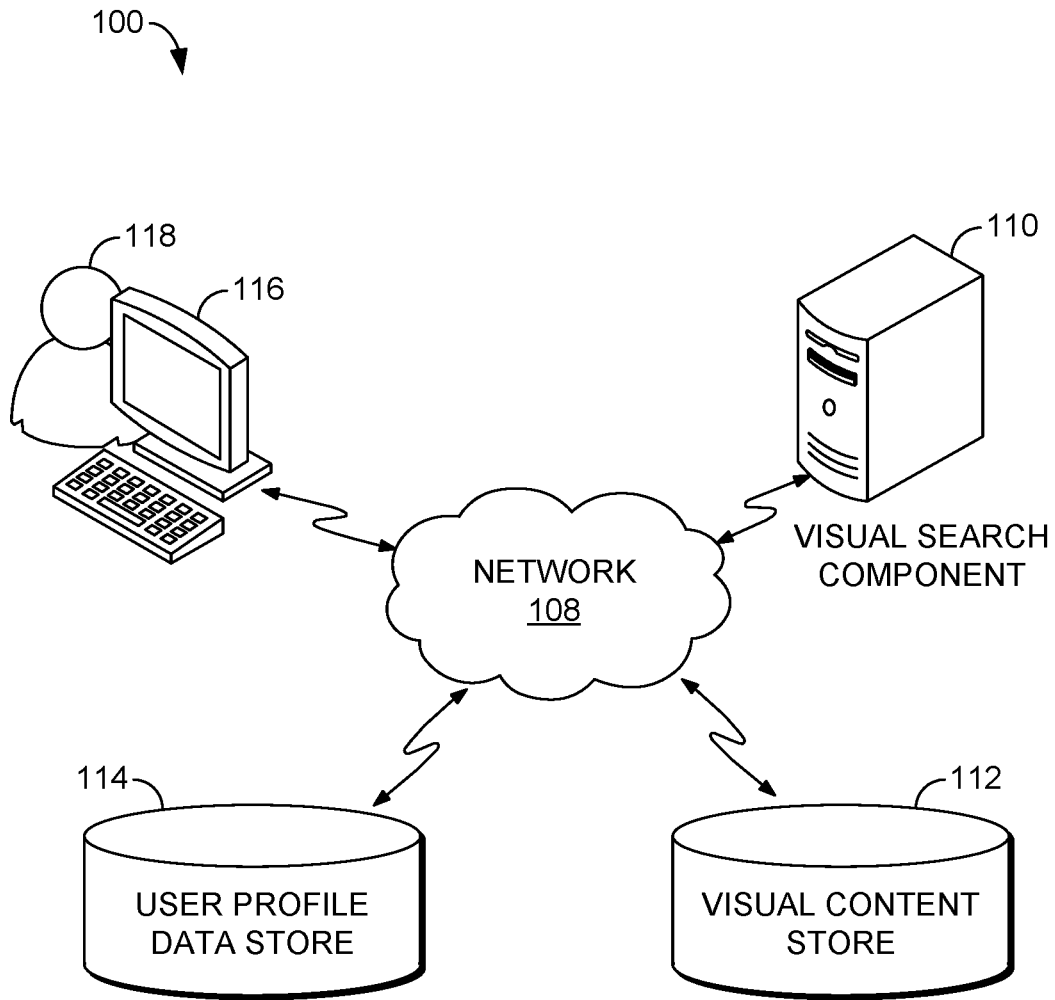 100
118
116
110
VISUAL SEARCH
COMPONENT
NETWORK
108
114
112
USER PROFILE
DATA STORE
VISUAL CONTENT
STORE